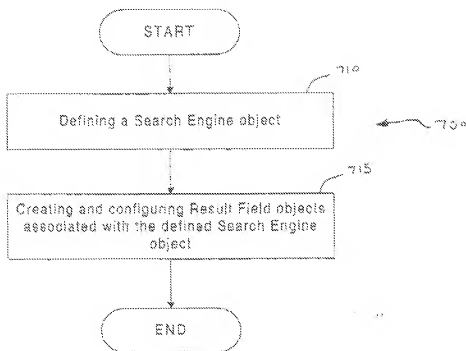 START
710
Defining a Search Engine object
700
715
Creating and configuring Result Field objects
associated with the defined Search Engine
object
END